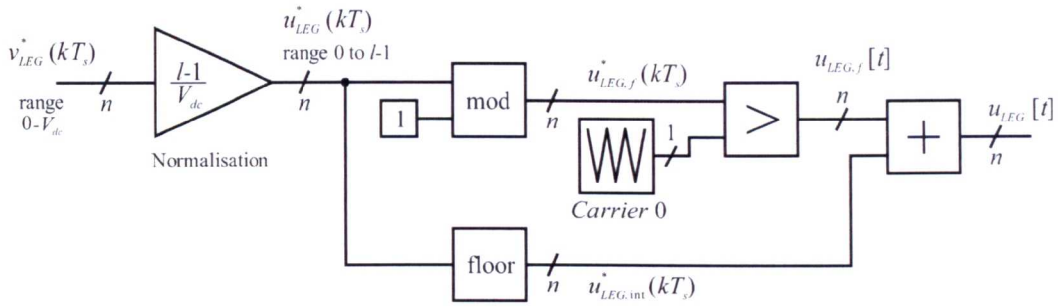 v*LEG(kTs)
range
0-Vdc
n
l-1
Vdc
Normalisation
u*LEG(kTs)
range 0 to l-1
n
1
mod
u*LEG,f(kTs)
n
Carrier 0
1
>
uLEG,f[t]
n
+
uLEG[t]
n
floor
n
u*LEG,int(kTs)